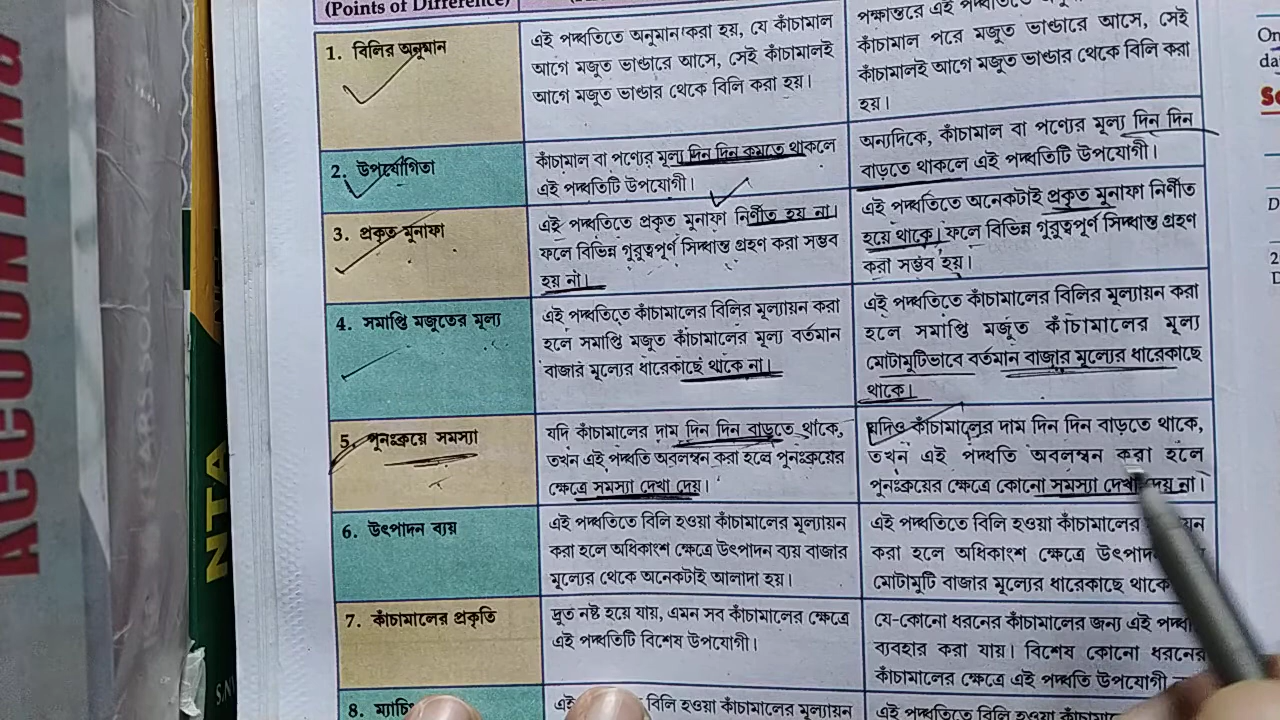 ACCOUNTING
NTA
(Points of Difference)
1. বিলির অনুমান
এই পদ্ধতিতে অনুমান করা হয়, যে কাঁচামাল
আগে মজুত ভাণ্ডারে আসে, সেই কাঁচামালই
আগে মজুত ভাণ্ডার থেকে বিলি করা হয়।
পক্ষান্তরে এই পদ্ধতিতে
কাঁচামাল পরে মজুত ভাণ্ডারে আসে, সেই
কাঁচামালই আগে মজুত ভাণ্ডার থেকে বিলি করা
হয়।
2. উপযোগিতা
কাঁচামাল বা পণ্যের মূল্য দিন দিন কমতে থাকলে
এই পদ্ধতিটি উপযোগী।
অন্যদিকে, কাঁচামাল বা পণ্যের মূল্য দিন দিন
বাড়তে থাকলে এই পদ্ধতিটি উপযোগী।
3. প্রকৃত মুনাফা
এই পদ্ধতিতে প্রকৃত মুনাফা নির্ণীত হয় না।
ফলে বিভিন্ন গুরুত্বপূর্ণ সিদ্ধান্ত গ্রহণ করা সম্ভব
হয় না।
এই পদ্ধতিতে অনেকটাই প্রকৃত মুনাফা নির্ণীত
হয়ে থাকে। ফলে বিভিন্ন গুরুত্বপূর্ণ সিদ্ধান্ত গ্রহণ
করা সম্ভব হয়।
4. সমাপ্তি মজুতের মূল্য
এই পদ্ধতিতে কাঁচামালের বিলির মূল্যায়ন করা
হলে সমাপ্তি মজুত কাঁচামালের মূল্য বর্তমান
বাজার মূল্যের ধারেকাছে থাকে না।
এই পদ্ধতিতে কাঁচামালের বিলির মূল্যায়ন করা
হলে সমাপ্তি মজুত কাঁচামালের মূল্য
মোটামুটিভাবে বর্তমান বাজার মূল্যের ধারেকাছে
থাকে।
5. পুনঃক্রয়ে সমস্যা
যদি কাঁচামালের দাম দিন দিন বাড়তে থাকে,
তখন এই পদ্ধতি অবলম্বন করা হলে পুনঃক্রয়ের
ক্ষেত্রে সমস্যা দেখা দেয়।
যদিও কাঁচামালের দাম দিন দিন বাড়তে থাকে,
তখন এই পদ্ধতি অবলম্বন করা হলে
পুনঃক্রয়ের ক্ষেত্রে কোনো সমস্যা দেখা দেয় না।
6. উৎপাদন ব্যয়
এই পদ্ধতিতে বিলি হওয়া কাঁচামালের মূল্যায়ন
করা হলে অধিকাংশ ক্ষেত্রে উৎপাদন ব্যয় বাজার
মূল্যের থেকে অনেকটাই আলাদা হয়।
এই পদ্ধতিতে বিলি হওয়া কাঁচামালের
করা হলে অধিকাংশ ক্ষেত্রে
মোটামুটি বাজার মূল্যের ধারেকাছে থাকে
7. কাঁচামালের প্রকৃতি
দ্রুত নষ্ট হয়ে যায়, এমন সব কাঁচামালের ক্ষেত্রে
এই পদ্ধতিটি বিশেষ উপযোগী।
যে-কোনো ধরনের কাঁচামালের জন্য এই
ব্যবহার করা যায়। বিশেষ কোনো ধরনের
কাঁচামালের ক্ষেত্রে এই পদ্ধতি উপযোগী
8.
বিলি হওয়া কাঁচামালের মূল্যায়ন
এই পদ্ধতিতে বিলি হওয়া কাঁচামালের